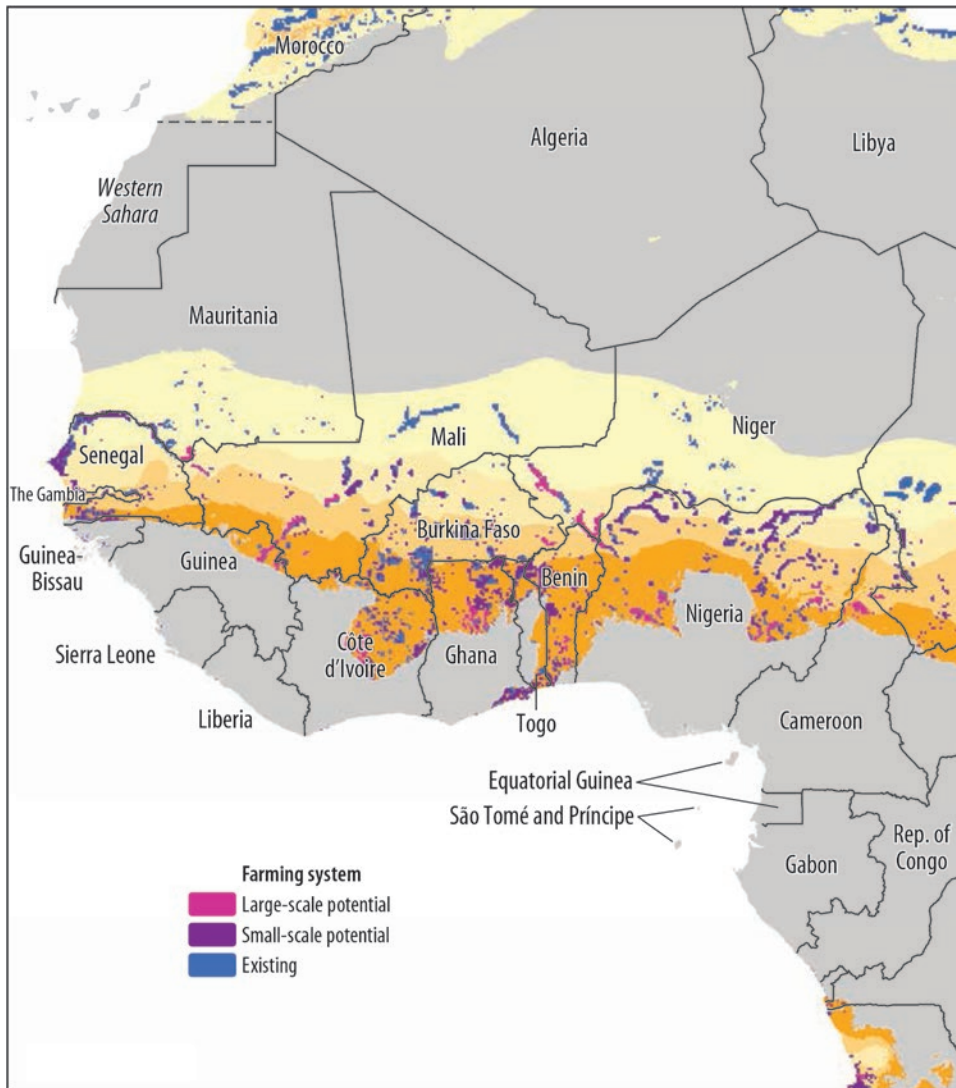 Morocco
Algeria
Libya
Western
Sahara
Mauritania
Mali
Niger
Senegal
The Gambia
Burkina Faso
Guinea-
Bissau
Guinea
Benin
Nigeria
Sierra Leone
Côte
d'Ivoire
Ghana
Liberia
Togo
Cameroon
Equatorial Guinea
São Tomé and Príncipe
Rep. of
Congo
Gabon
Farming system
Large-scale potential
Small-scale potential
Existing